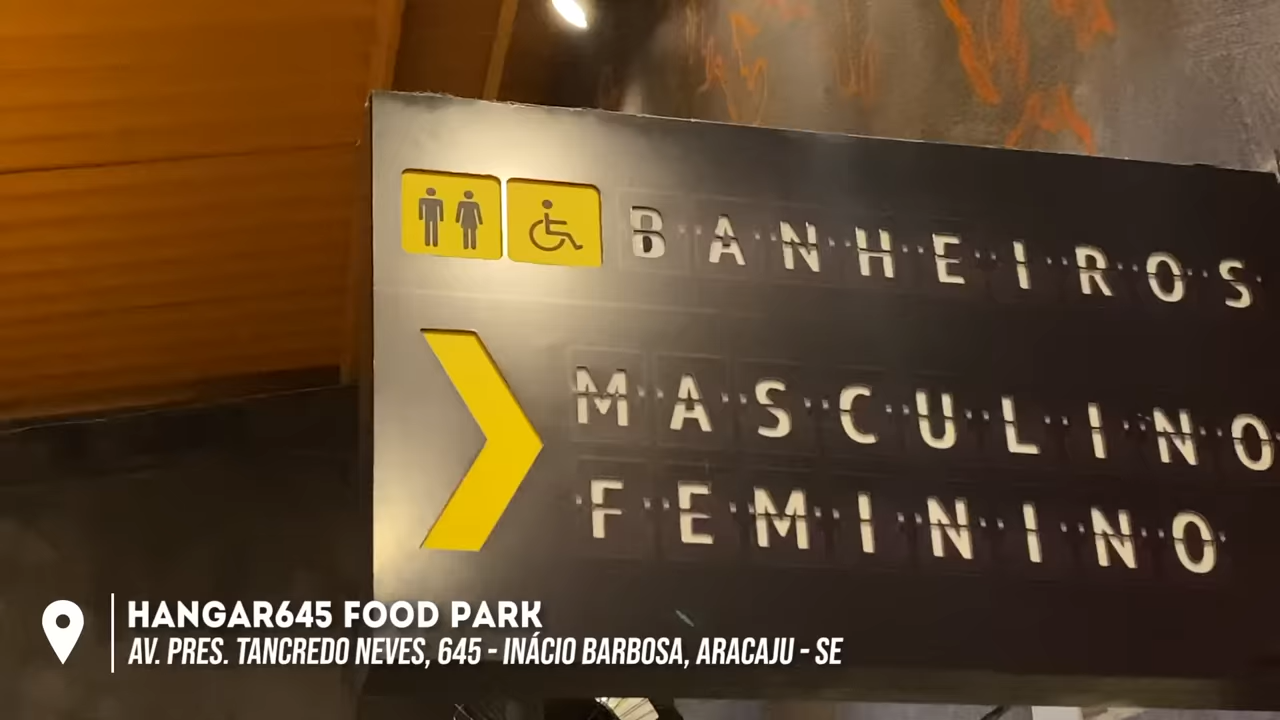 BANHEIROS
MASCULINO
FEMININO
HANGAR645 FOOD PARK
AV. PRES. TANCREDO NEVES, 645 - INÁCIO BARBOSA, ARACAJU - SE